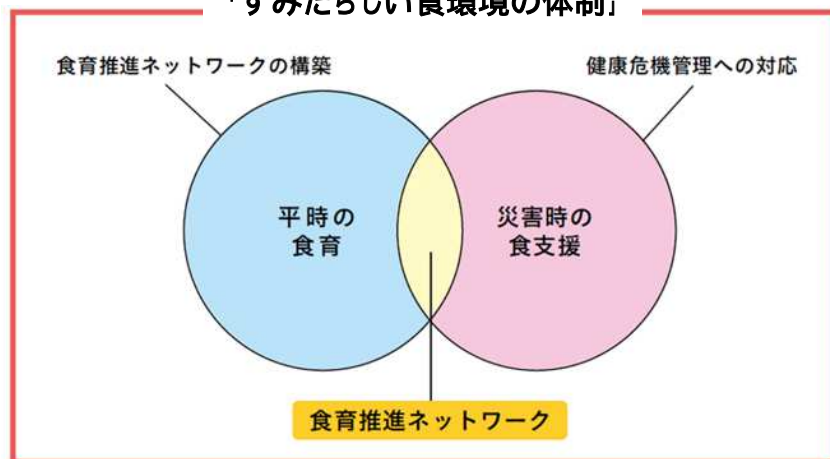 「すみだらしい食環境の体制」
食育推進ネットワークの構築
健康危機管理への対応
平時の
食育
災害時の
食支援
食育推進ネットワーク